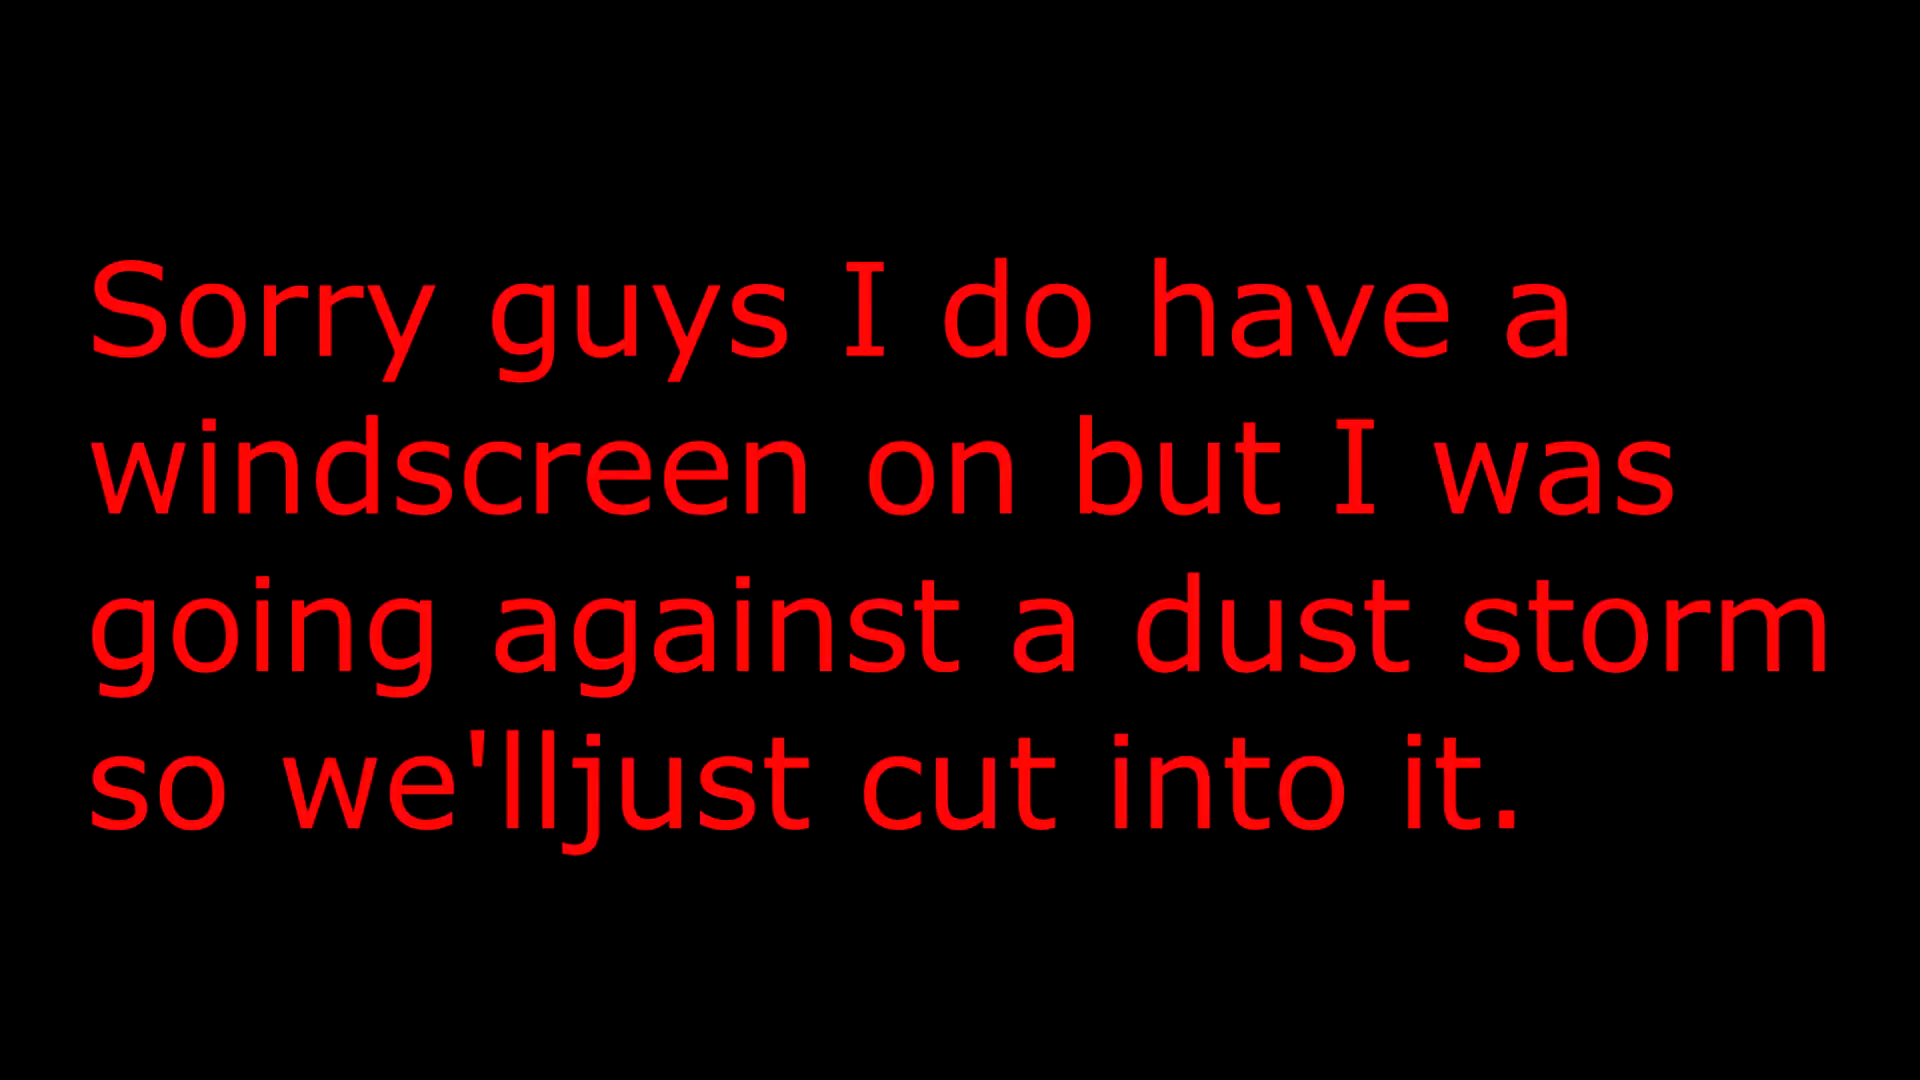 Sorry guys I do have a
windscreen on but I was
going against a dust storm
so we'lljust cut into it.